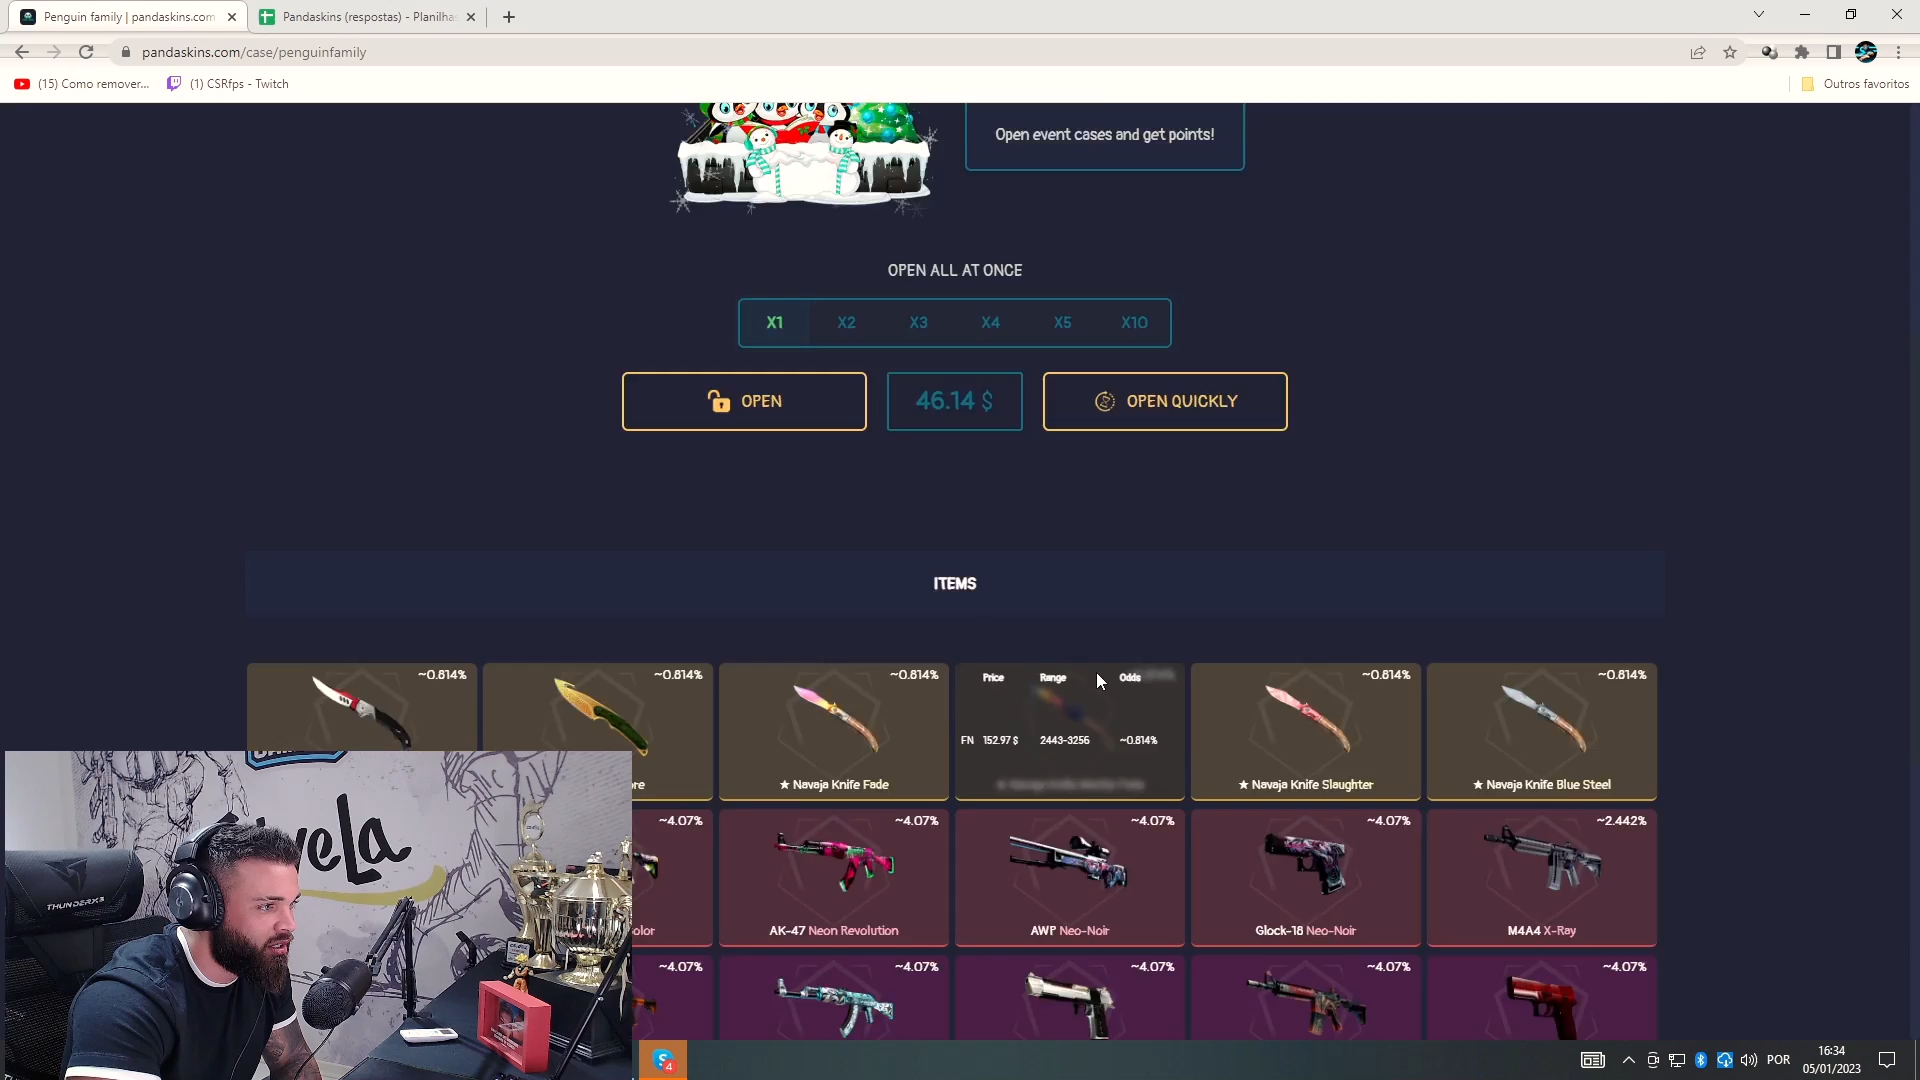 Penguin family | pandaskins.com
Pandaskins (respostas) - Planilha
pandaskins.com/case/penguinfamily
(15) Como remover...
(1) CSRfps - Twitch
Outros favoritos
Open event cases and get points!
OPEN ALL AT ONCE
X1 X2 X3 X4 X5 X10
OPEN
46.14 $
OPEN QUICKLY
ITEMS
~0.814% ~0.814% ~0.814% ~0.814% ~0.814%
Price Range Odds
FN 152.97 $ 2443-3256 ~0.814%
★ Navaja Knife Fade
★ Navaja Knife Slaughter
★ Navaja Knife Blue Steel
~4.07% ~4.07% ~4.07% ~4.07% ~2.442%
AK-47 Neon Revolution
AWP Neo-Noir
Glock-18 Neo-Noir
M4A4 X-Ray
~4.07% ~4.07% ~4.07% ~4.07% ~4.07%
THUNDERX3
4
POR
16:34
05/01/2023